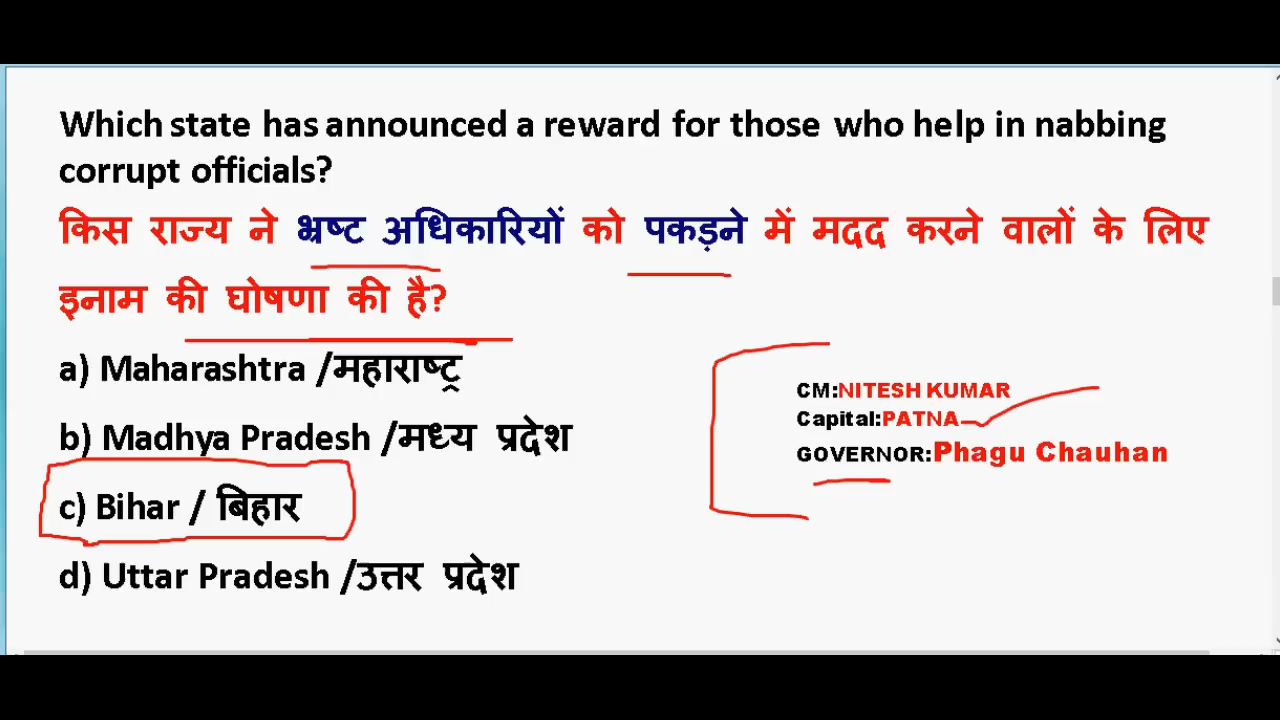 Which state has announced a reward for those who help in nabbing
corrupt officials?
किस राज्य ने भ्रष्ट अधिकारियों को पकड़ने में मदद करने वालों के लिए
इनाम की घोषणा की है?
a) Maharashtra /महाराष्ट्र
b) Madhya Pradesh /मध्य प्रदेश
c) Bihar / बिहार
d) Uttar Pradesh /उत्तर प्रदेश
CM:NITESH KUMAR
Capital:PATNA
GOVERNOR:Phagu Chauhan